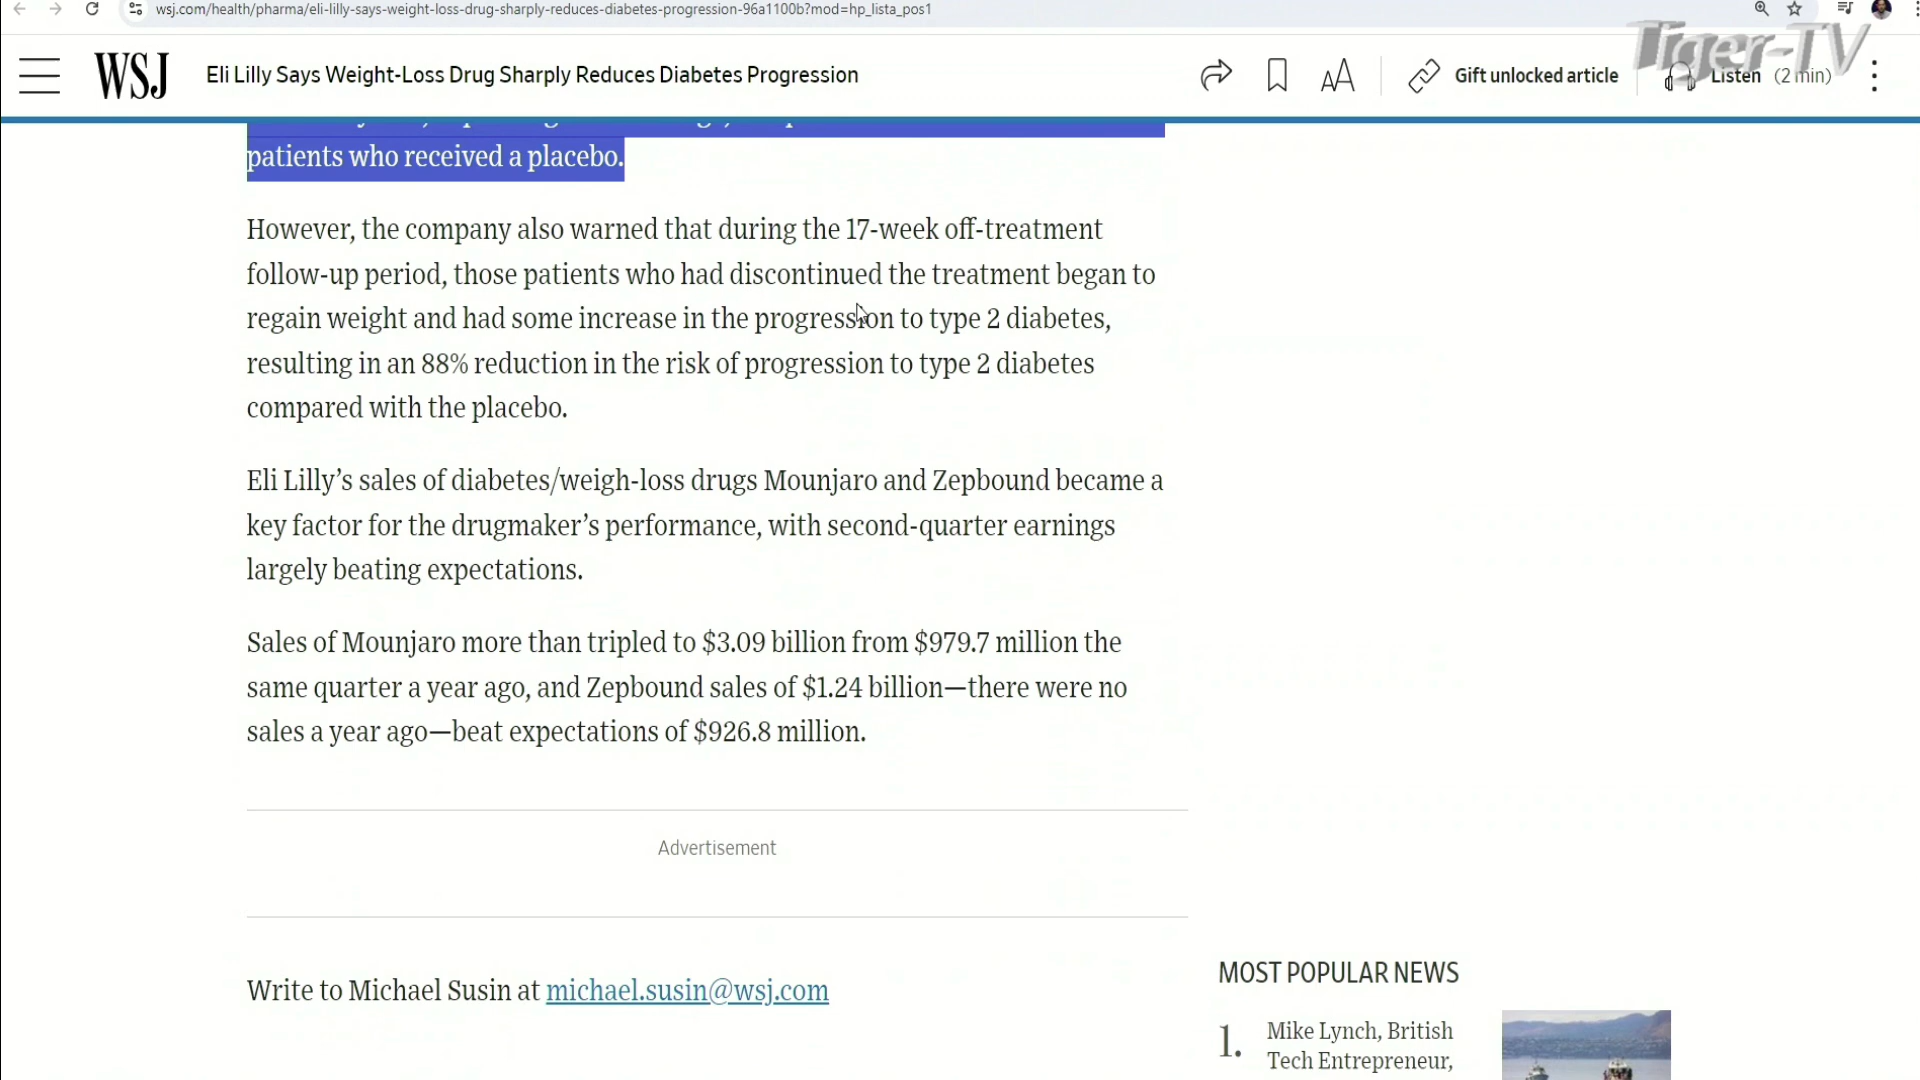 wsj.com/health/pharma/eli-lilly-says-weight-loss-drug-sharply-reduces-diabetes-progression-96a1100b?mod=hp_lista_pos1
Tiger-TV
WSJ
Eli Lilly Says Weight-Loss Drug Sharply Reduces Diabetes Progression
AA
Gift unlocked article
Listen (2 min)
patients who received a placebo.
However, the company also warned that during the 17-week off-treatment
follow-up period, those patients who had discontinued the treatment began to
regain weight and had some increase in the progression to type 2 diabetes,
resulting in an 88% reduction in the risk of progression to type 2 diabetes
compared with the placebo.
Eli Lilly’s sales of diabetes/weigh-loss drugs Mounjaro and Zepbound became a
key factor for the drugmaker’s performance, with second-quarter earnings
largely beating expectations.
Sales of Mounjaro more than tripled to $3.09 billion from $979.7 million the
same quarter a year ago, and Zepbound sales of $1.24 billion—there were no
sales a year ago—beat expectations of $926.8 million.
Advertisement
Write to Michael Susin at michael.susin@wsj.com
MOST POPULAR NEWS
1.
Mike Lynch, British
Tech Entrepreneur,